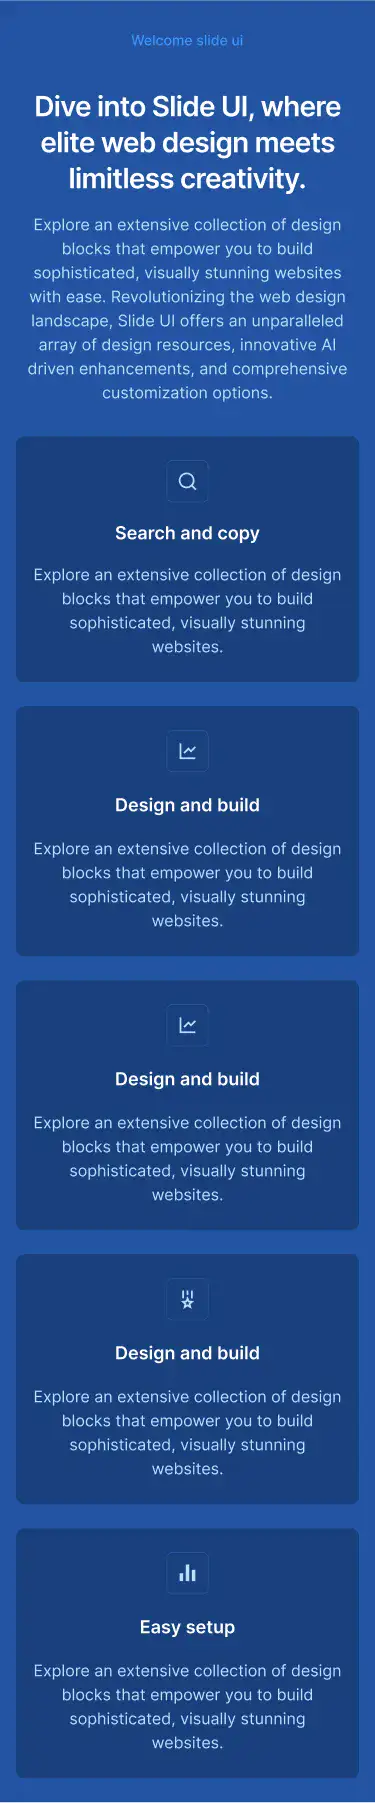 Welcome slide ui
Dive into Slide UI, where
elite web design meets
limitless creativity.
Explore an extensive collection of design
blocks that empower you to build
sophisticated, visually stunning websites
with ease. Revolutionizing the web design
landscape, Slide UI offers an unparalleled
array of design resources, innovative AI
driven enhancements, and comprehensive
customization options.
Search and copy
Explore an extensive collection of design
blocks that empower you to build
sophisticated, visually stunning
websites.
Design and build
Explore an extensive collection of design
blocks that empower you to build
sophisticated, visually stunning
websites.
Design and build
Explore an extensive collection of design
blocks that empower you to build
sophisticated, visually stunning
websites.
Design and build
Explore an extensive collection of design
blocks that empower you to build
sophisticated, visually stunning
websites.
Easy setup
Explore an extensive collection of design
blocks that empower you to build
sophisticated, visually stunning
websites.